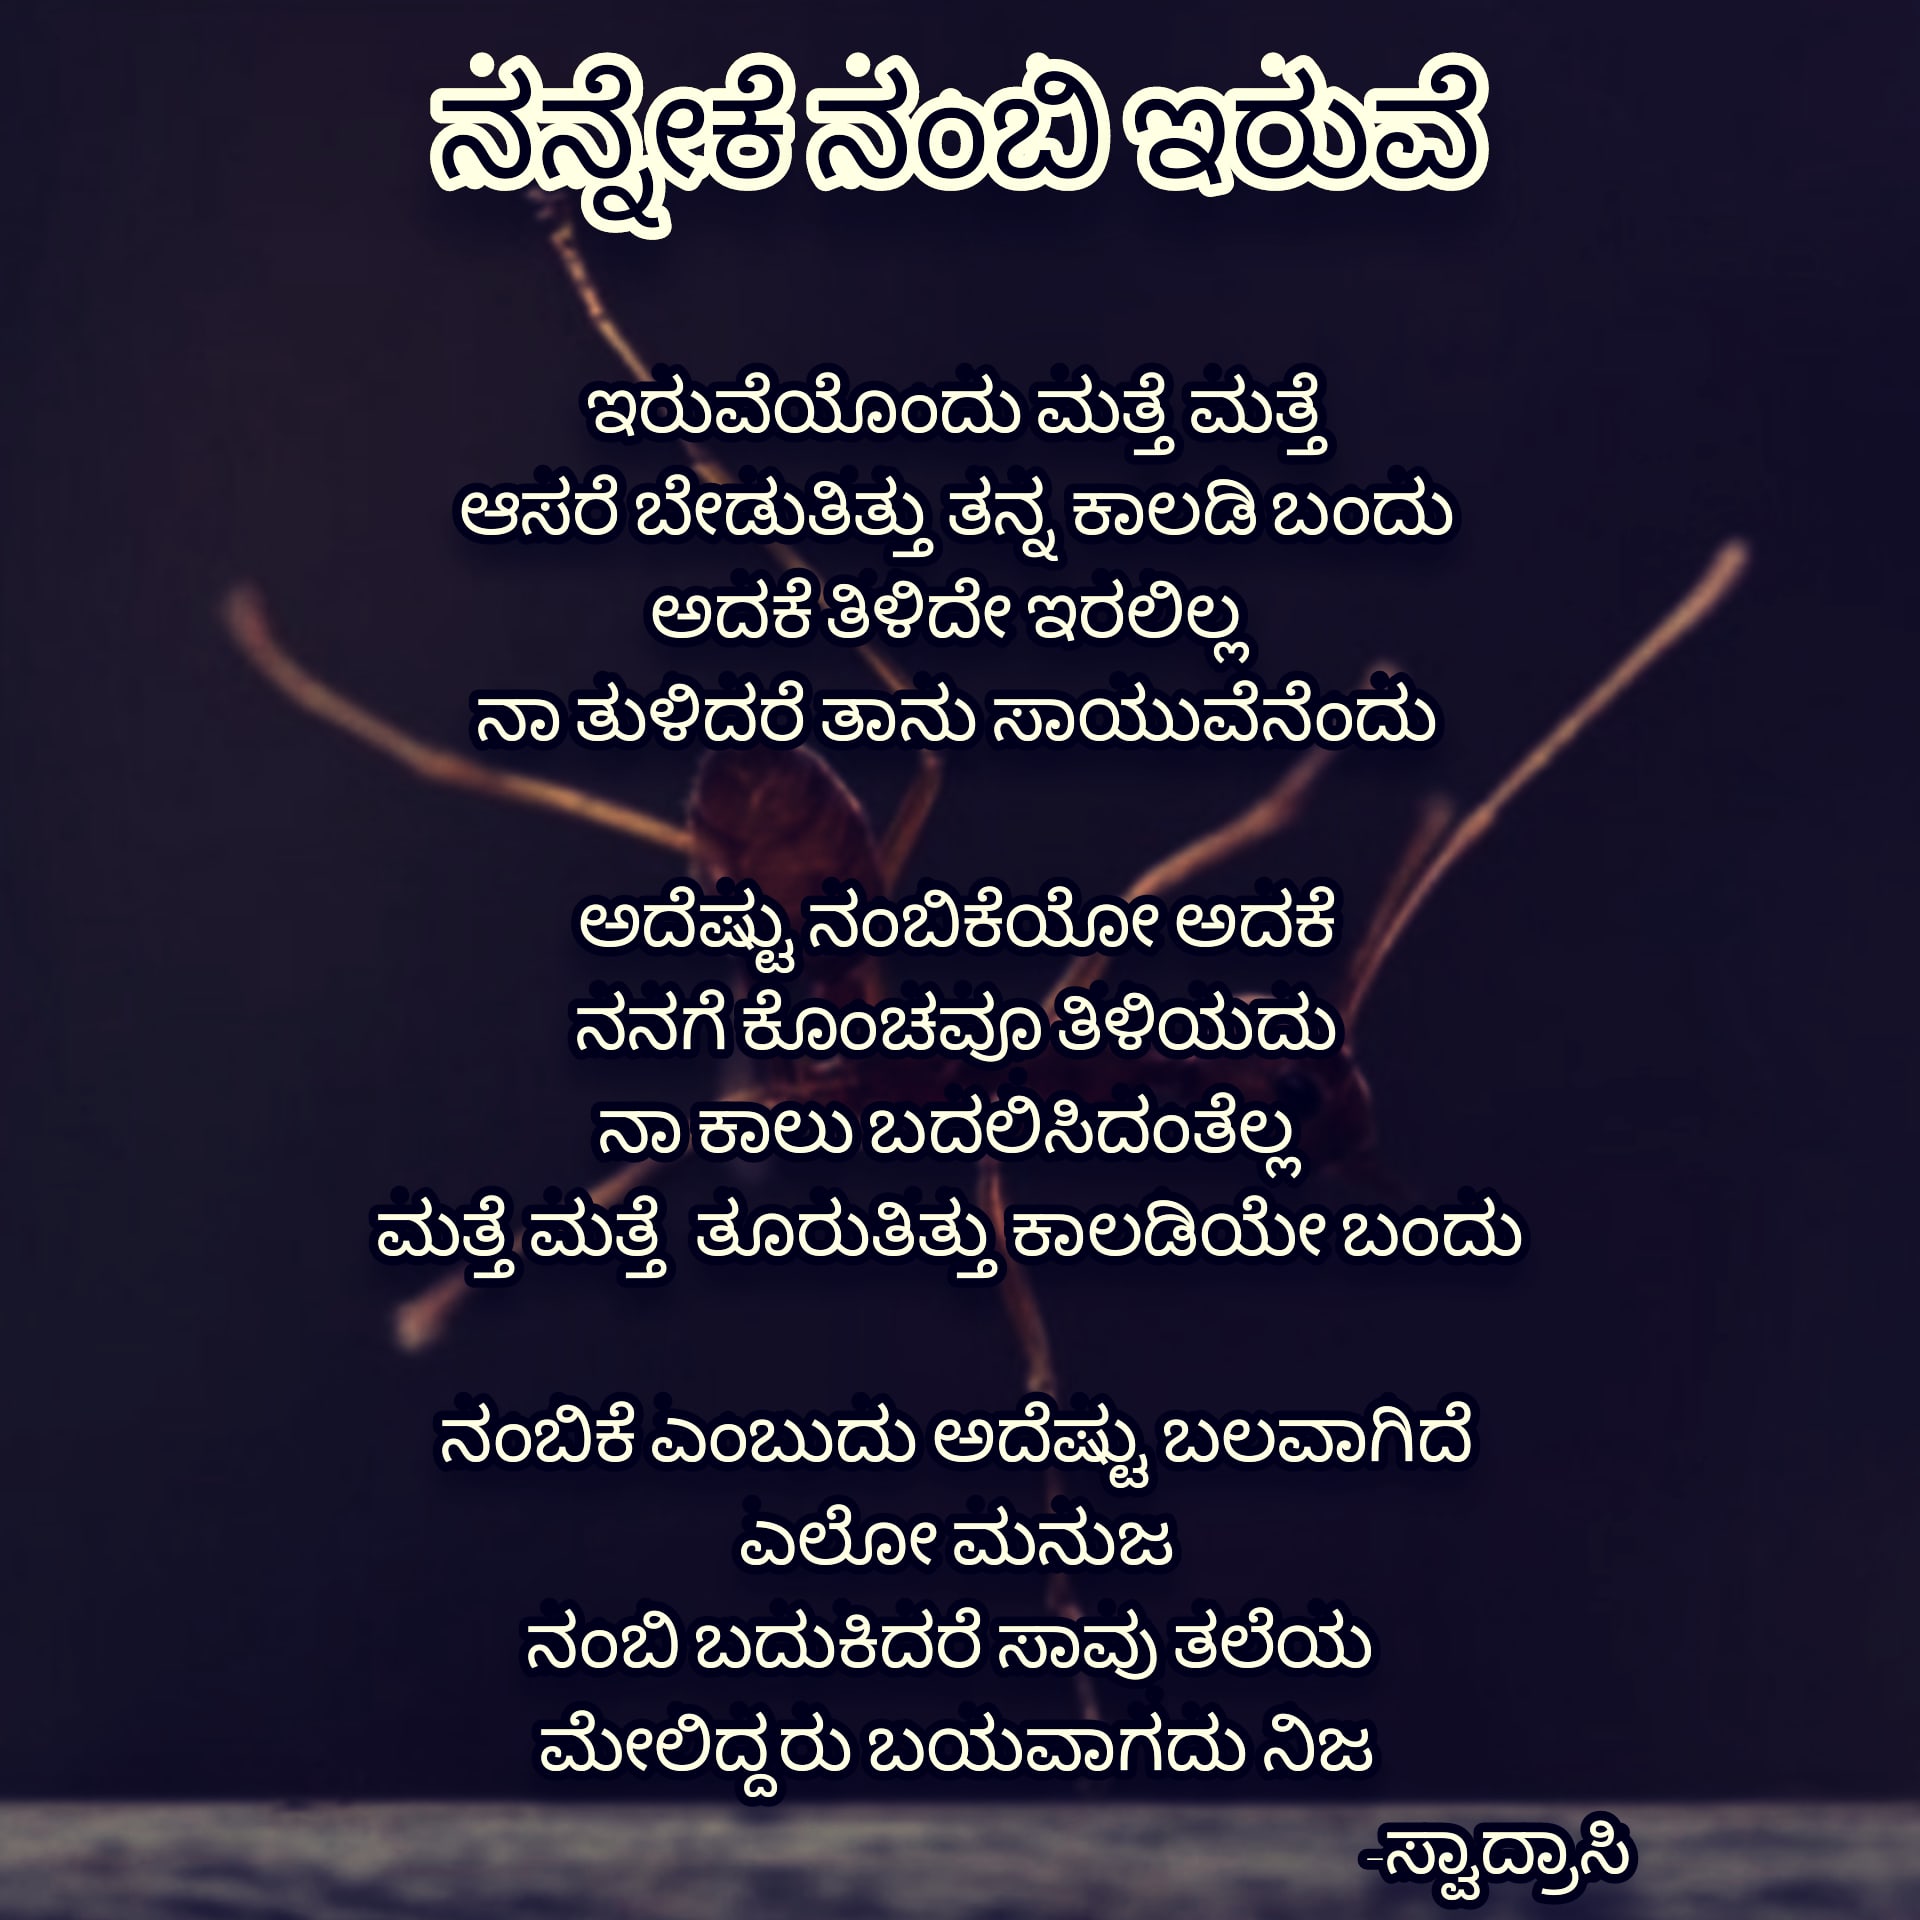 ನನ್ನೇಕೆ ನಂಬಿ ಇರುವೆ
ಇರುವೆಯೊಂದು ಮತ್ತೆ ಮತ್ತೆ
ಆಸರೆ ಬೇಡುತಿತ್ತು ತನ್ನ ಕಾಲಡಿ ಬಂದು
ಅದಕೆ ತಿಳಿದೇ ಇರಲಿಲ್ಲ
ನಾ ತುಳಿದರೆ ತಾನು ಸಾಯುವೆನೆಂದು
ಅದೆಷ್ಟು ನಂಬಿಕೆಯೋ ಅದಕೆ
ನನಗೆ ಕೊಂಚವೂ ತಿಳಿಯದು
ನಾ ಕಾಲು ಬದಲಿಸಿದಂತೆಲ್ಲ
ಮತ್ತೆ ಮತ್ತೆ ತೂರುತಿತ್ತು ಕಾಲಡಿಯೇ ಬಂದು
ನಂಬಿಕೆ ಎಂಬುದು ಅದೆಷ್ಟು ಬಲವಾಗಿದೆ
ಎಲೋ ಮನುಜ
ನಂಬಿ ಬದುಕಿದರೆ ಸಾವು ತಲೆಯ
ಮೇಲಿದ್ದರು ಬಯವಾಗದು ನಿಜ
-ಸ್ವಾದ್ರಾಸಿ